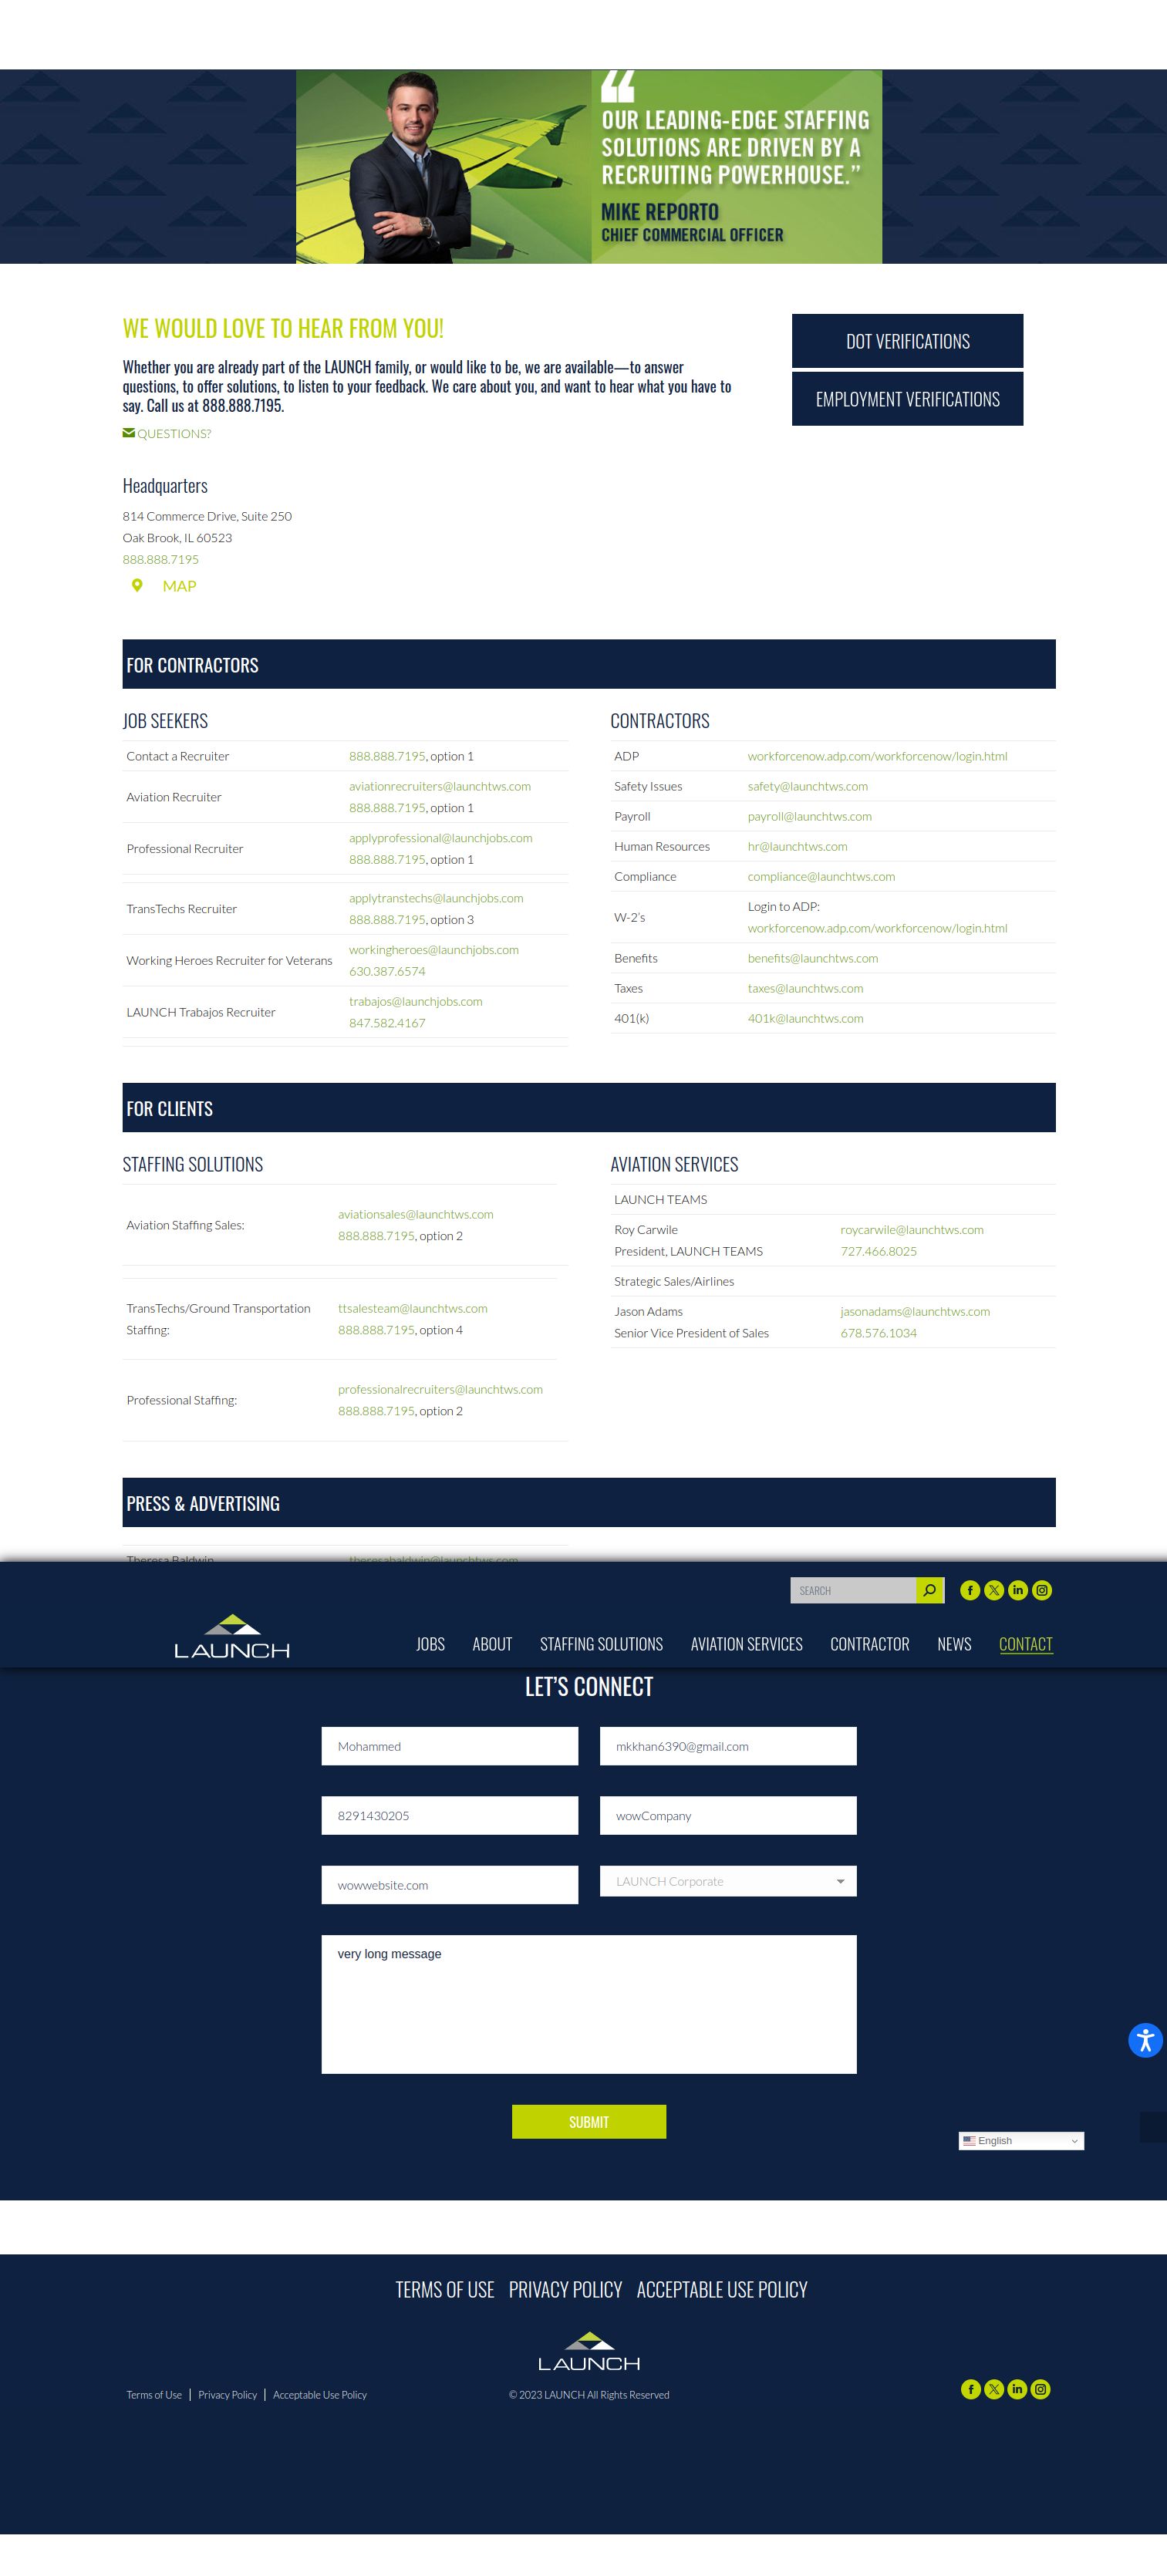 “
OUR LEADING-EDGE STAFFING
SOLUTIONS ARE DRIVEN BY A
RECRUITING POWERHOUSE.”
MIKE REPORTO
CHIEF COMMERCIAL OFFICER
WE WOULD LOVE TO HEAR FROM YOU!
Whether you are already part of the LAUNCH family, or would like to be, we are available—to answer
questions, to offer solutions, to listen to your feedback. We care about you, and want to hear what you have to
say. Call us at 888.888.7195.
QUESTIONS?
DOT VERIFICATIONS
EMPLOYMENT VERIFICATIONS
Headquarters
814 Commerce Drive, Suite 250
Oak Brook, IL 60523
888.888.7195
MAP
FOR CONTRACTORS
JOB SEEKERS
Contact a Recruiter
888.888.7195, option 1
Aviation Recruiter
aviationrecruiters@launchtws.com
888.888.7195, option 1
Professional Recruiter
applyprofessional@launchjobs.com
888.888.7195, option 1
TransTechs Recruiter
applytranstechs@launchjobs.com
888.888.7195, option 3
Working Heroes Recruiter for Veterans
workingheroes@launchjobs.com
630.387.6574
LAUNCH Trabajos Recruiter
trabajos@launchjobs.com
847.582.4167
CONTRACTORS
ADP
workforcenow.adp.com/workforcenow/login.html
Safety Issues
safety@launchtws.com
Payroll
payroll@launchtws.com
Human Resources
hr@launchtws.com
Compliance
compliance@launchtws.com
W-2’s
Login to ADP:
workforcenow.adp.com/workforcenow/login.html
Benefits
benefits@launchtws.com
Taxes
taxes@launchtws.com
401(k)
401k@launchtws.com
FOR CLIENTS
STAFFING SOLUTIONS
Aviation Staffing Sales:
aviationsales@launchtws.com
888.888.7195, option 2
TransTechs/Ground Transportation
Staffing:
ttsalesteam@launchtws.com
888.888.7195, option 4
Professional Staffing:
professionalrecruiters@launchtws.com
888.888.7195, option 2
AVIATION SERVICES
LAUNCH TEAMS
Roy Carwile
President, LAUNCH TEAMS
roycarwile@launchtws.com
727.466.8025
Strategic Sales/Airlines
Jason Adams
Senior Vice President of Sales
jasonadams@launchtws.com
678.576.1034
PRESS & ADVERTISING
Theresa Baldwin
theresabaldwin@launchtws.com
SEARCH
LAUNCH
JOBS
ABOUT
STAFFING SOLUTIONS
AVIATION SERVICES
CONTRACTOR
NEWS
CONTACT
LET’S CONNECT
Mohammed
mkkhan6390@gmail.com
8291430205
wowCompany
wowwebsite.com
LAUNCH Corporate
very long message
SUBMIT
English
TERMS OF USE
PRIVACY POLICY
ACCEPTABLE USE POLICY
LAUNCH
Terms of Use
Privacy Policy
Acceptable Use Policy
© 2023 LAUNCH All Rights Reserved